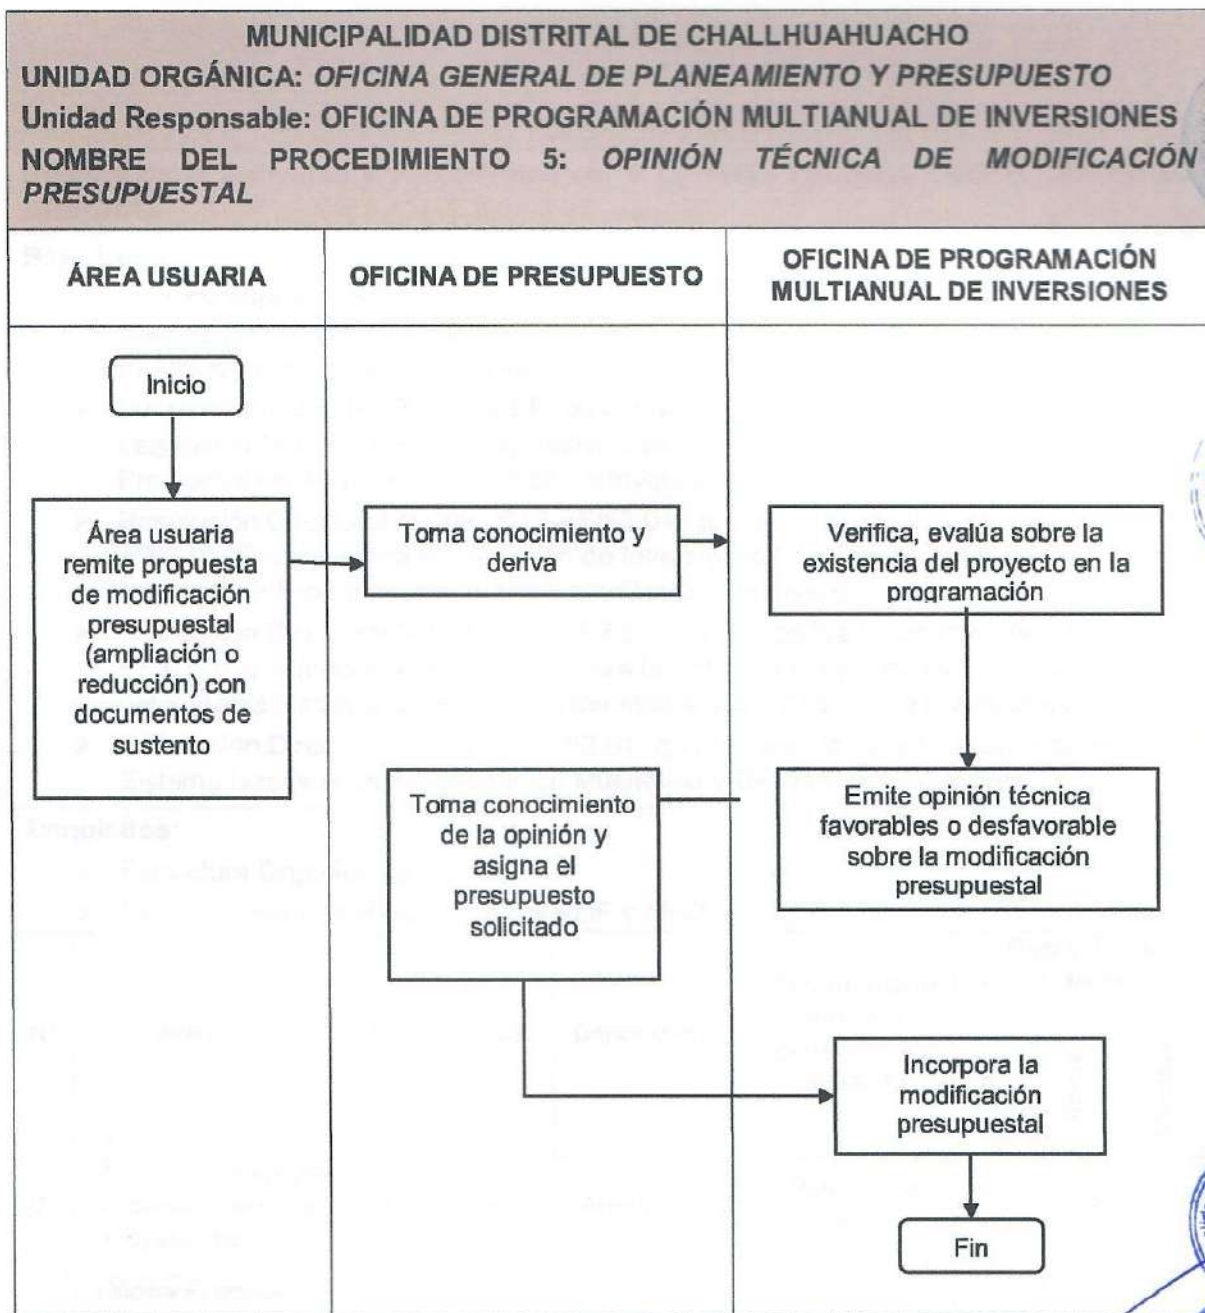 MUNICIPALIDAD DISTRITAL DE CHALLHUAHUACHO
UNIDAD ORGÁNICA: OFICINA GENERAL DE PLANEAMIENTO Y PRESUPUESTO
Unidad Responsable: OFICINA DE PROGRAMACIÓN MULTIANUAL DE INVERSIONES
NOMBRE DEL PROCEDIMIENTO 5: OPINIÓN TÉCNICA DE MODIFICACIÓN
PRESUPUESTAL
ÁREA USUARIA
OFICINA DE PRESUPUESTO
OFICINA DE PROGRAMACIÓN
MULTIANUAL DE INVERSIONES
Inicio
Área usuaria
remite propuesta
de modificación
presupuestal
(ampliación o
reducción) con
documentos de
sustento
Toma conocimiento y
deriva
Verifica, evalúa sobre la
existencia del proyecto en la
programación
Toma conocimiento
de la opinión y
asigna el
presupuesto
solicitado
Emite opinión técnica
favorables o desfavorable
sobre la modificación
presupuestal
Incorpora la
modificación
presupuestal
Fin